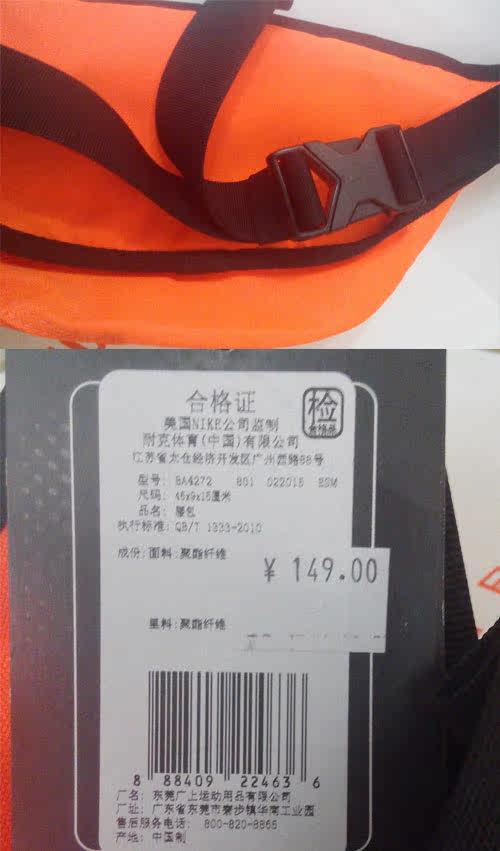 合格证
检
合格品
美国NIKE公司监制
耐克体育(中国)有限公司
江苏省太仓经济开发区广州西路88号
型号: BA4272 801 022015 ESM
尺码: 45x9x15厘米
品名: 腰包
执行标准: QB/T 1333-2010
成份: 面料: 聚酯纤维
¥ 149.00
里料: 聚酯纤维
8 88409 22463 6
厂名: 东莞广上运动用品有限公司
厂址: 广东省东莞市寮步镇华南工业园
售后服务电话: 800-820-8865
产地: 中国制